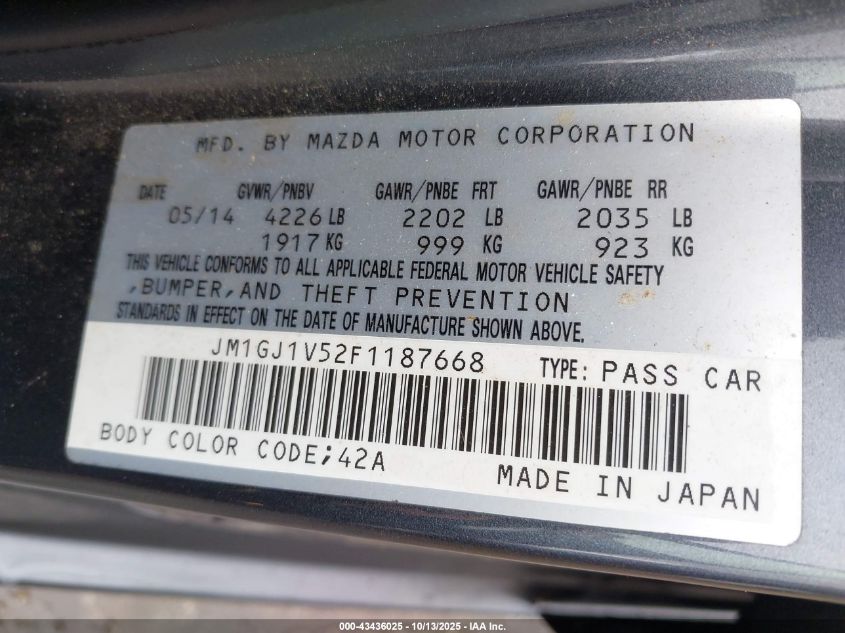 MFD. BY MAZDA MOTOR CORPORATION
DATE GVWR/PNBV GAWR/PNBE FRT GAWR/PNBE RR
05/14 4226 LB 2202 LB 2035 LB
1917 KG 999 KG 923 KG
THIS VEHICLE CONFORMS TO ALL APPLICABLE FEDERAL MOTOR VEHICLE SAFETY
,BUMPER,AND THEFT PREVENTION
STANDARDS IN EFFECT ON THE DATE OF MANUFACTURE SHOWN ABOVE.
JM1GJ1V52F1187668 TYPE: PASS CAR
BODY COLOR CODE;42A
MADE IN JAPAN
000-43436025 - 10/13/2025 - IAA Inc.